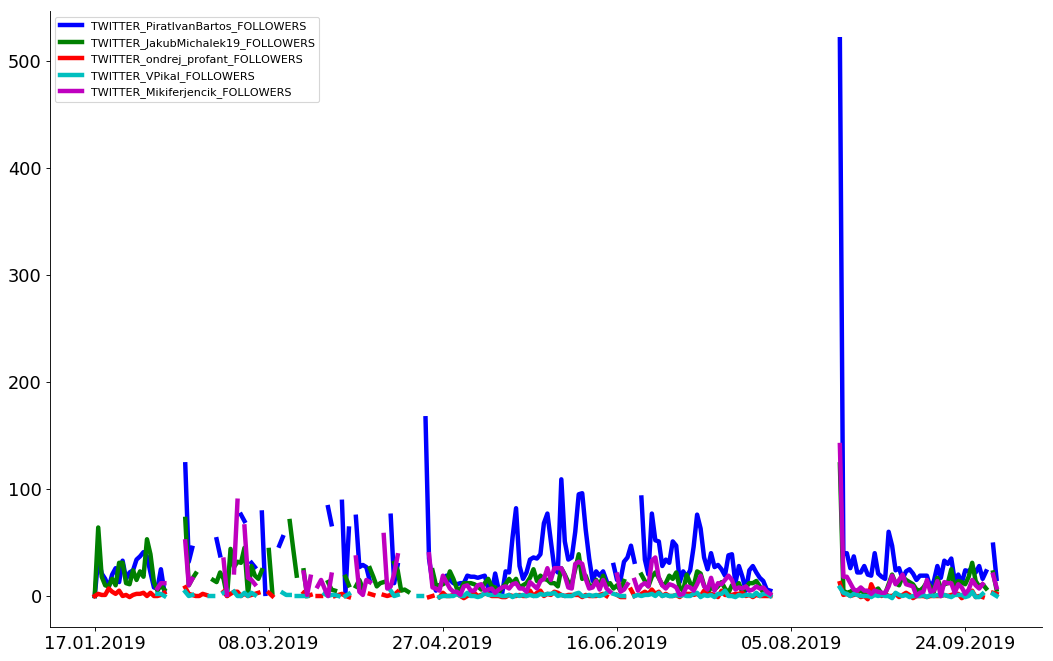 TWITTER_PiratIvanBartos_FOLLOWERS
TWITTER_JakubMichalek19_FOLLOWERS
TWITTER_ondrej_profant_FOLLOWERS
TWITTER_VPikal_FOLLOWERS
TWITTER_Mikiferjencik_FOLLOWERS
500
400
300
200
100
0
17.01.2019 08.03.2019 27.04.2019 16.06.2019 05.08.2019 24.09.2019